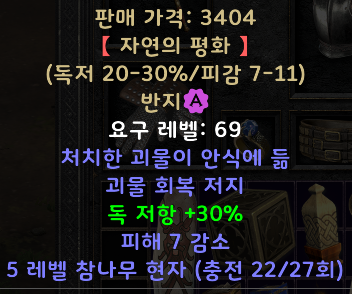 판매 가격: 3404
【 자연의 평화 】
(독저 20-30%/피감 7-11)
반지A
요구 레벨: 69
처치한 괴물이 안식에 듦
괴물 회복 저지
독 저항 +30%
피해 7 감소
5 레벨 참나무 현자 (충전 22/27회)